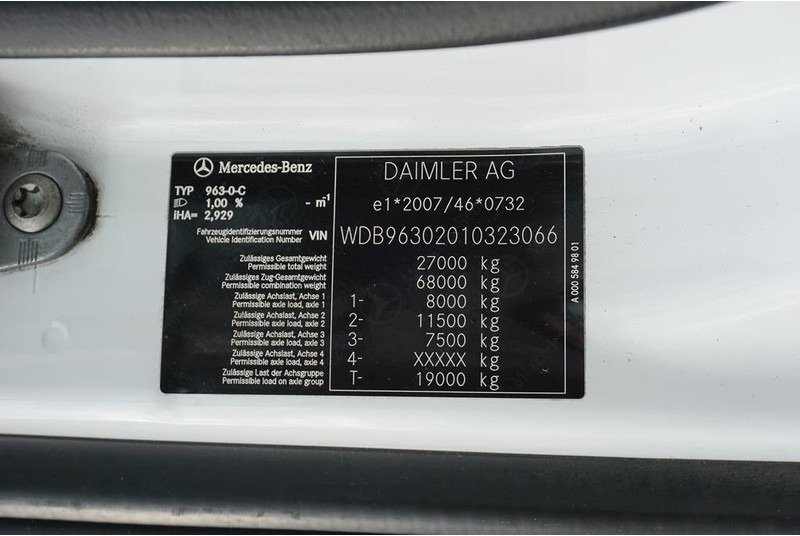 Mercedes-Benz
TYP 963-0-C
1,00 % - m-1
iHA= 2,929
DAIMLER AG
e1*2007/46*0732
Fahrzeugidentifizierungsnummer
Vehicle Identification Number VIN WDB96302010323066
Zulässiges Gesamtgewicht
Permissible total weight 27000 kg
Zulässiges Zug-Gesamtgewicht
Permissible combination weight 68000 kg
Zulässige Achslast, Achse 1
Permissible axle load, axle 1 1- 8000 kg
Zulässige Achslast, Achse 2
Permissible axle load, axle 2 2- 11500 kg
Zulässige Achslast, Achse 3
Permissible axle load, axle 3 3- 7500 kg
Zulässige Achslast, Achse 4
Permissible axle load, axle 4 4- XXXXX kg
Zulässige Last der Achsgruppe
Permissible load on axle group T- 19000 kg
A 000 584 98 01